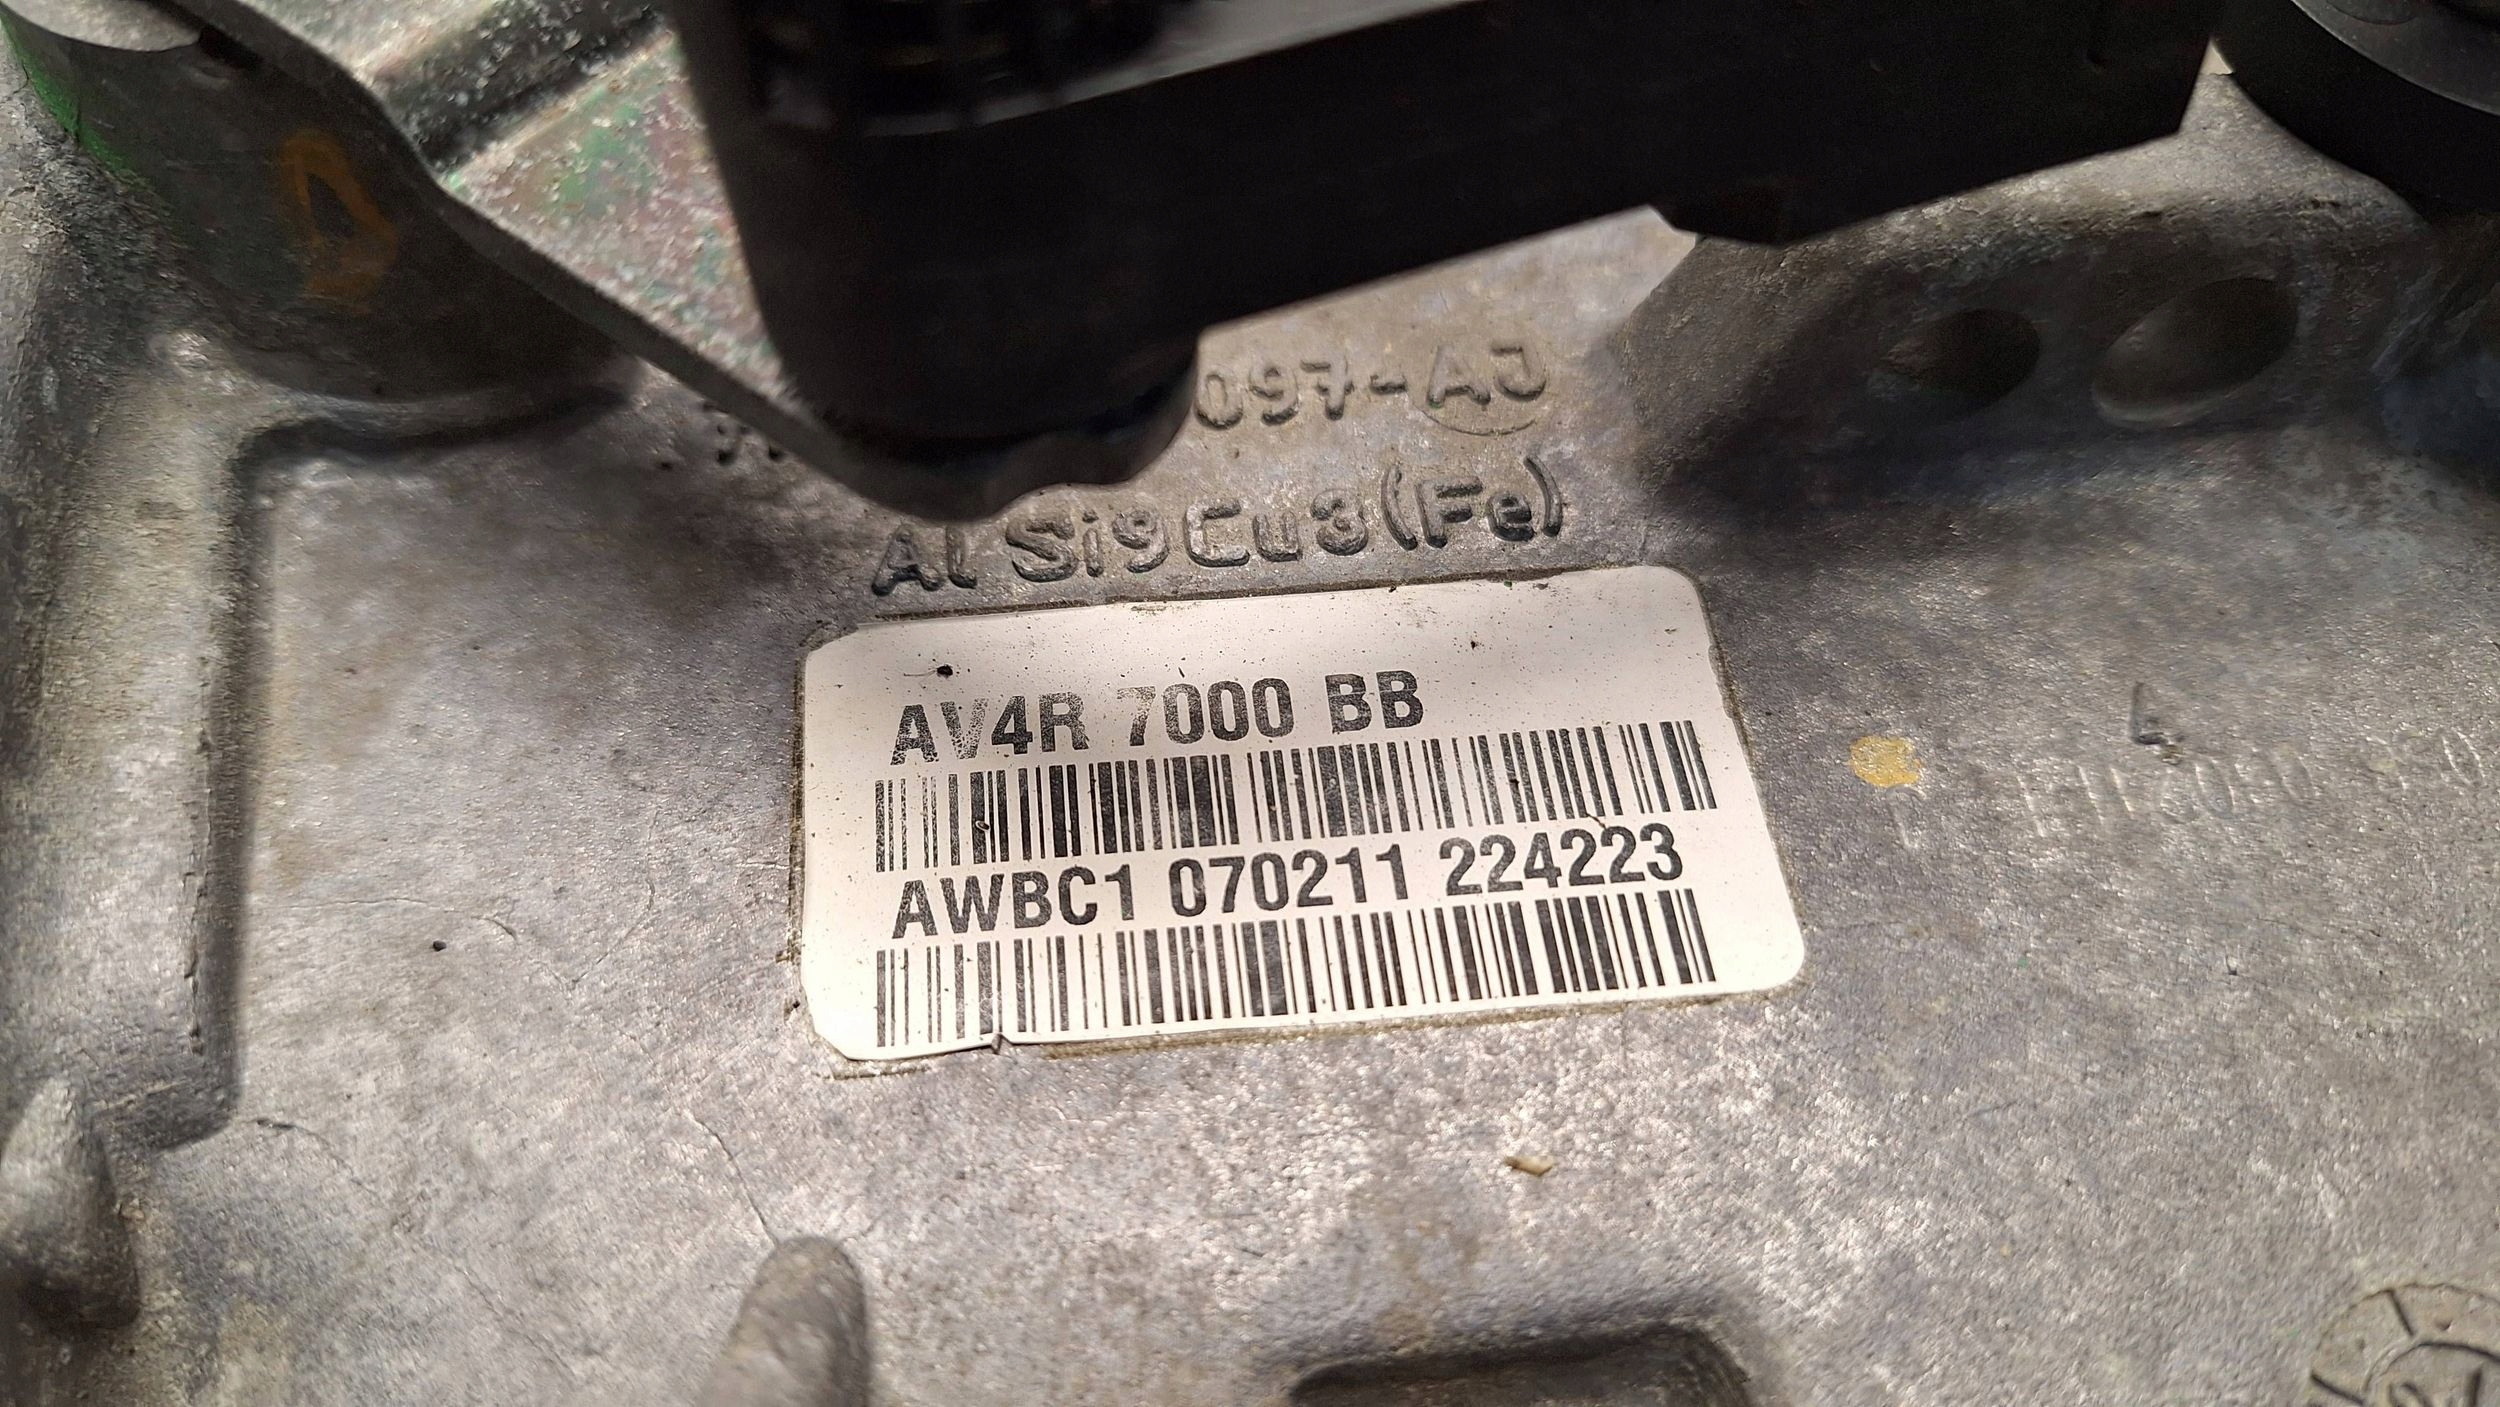 097-AJ
Al Si9Cu3(Fe)
AV4R 7000 BB
AWBC1 070211 224223